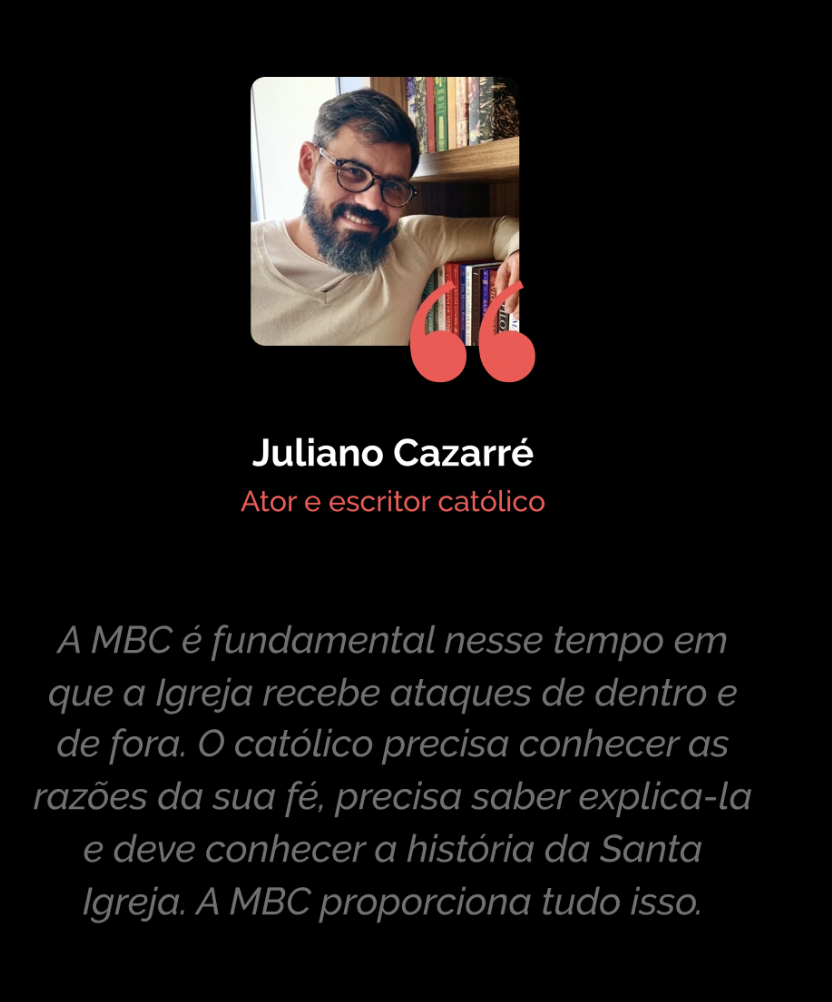 Juliano Cazarré
Ator e escritor católico
A MBC é fundamental nesse tempo em
que a Igreja recebe ataques de dentro e
de fora. O católico precisa conhecer as
razões da sua fé, precisa saber explica-la
e deve conhecer a história da Santa
Igreja. A MBC proporciona tudo isso.